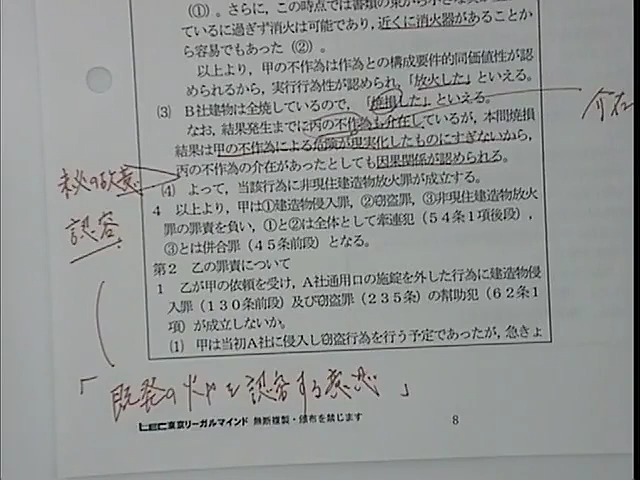 (①)。さらに，この時点では書類の束から小さな
ているに過ぎず消火は可能であり，近くに消火器があることか
ら容易でもあった（②）。
以上より，甲の不作為は作為との構成要件的同価値性が認
められるから，実行行為性が認められ，「放火した」といえる。
(3) B社建物は全焼しているので，「焼損した」といえる。
なお，結果発生までに丙の不作為も介在しているが，本問焼損
介在
結果は甲の不作為による危険が現実化したものにすぎないから，
丙の不作為の介在があったとしても因果関係が認められる。
(4) よって，当該行為に非現住建造物放火罪が成立する。
の故意
認容
4 以上より，甲は①建造物侵入罪，②窃盗罪，③非現住建造物放火
罪の罪責を負い，①と②は全体として牽連犯（54条1項後段），
③とは併合罪（45条前段）となる。
第2 乙の罪責について
1 乙が甲の依頼を受け，A社通用口の施錠を外した行為に建造物侵
入罪（130条前段）及び窃盗罪（235条）の幇助犯（62条1
項）が成立しないか。
(1) 甲は当初A社に侵入し窃盗行為を行う予定であったが，急きょ
「既発の火力を認容する意思」
LEC東京リーガルマインド 無断複製・頒布を禁じます
8